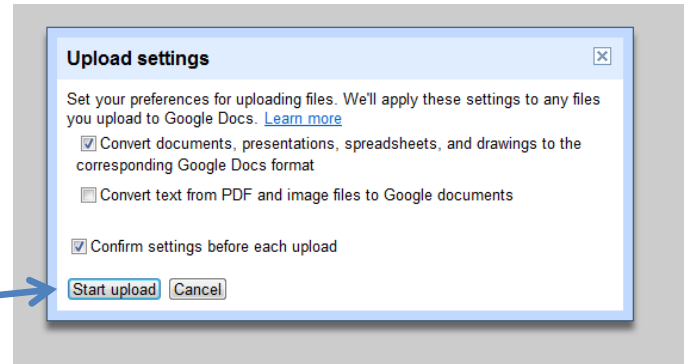 Upload settings
Set your preferences for uploading files. We'll apply these settings to any files
you upload to Google Docs. Learn more
Convert documents, presentations, spreadsheets, and drawings to the
corresponding Google Docs format
Convert text from PDF and image files to Google documents
Confirm settings before each upload
Start upload Cancel